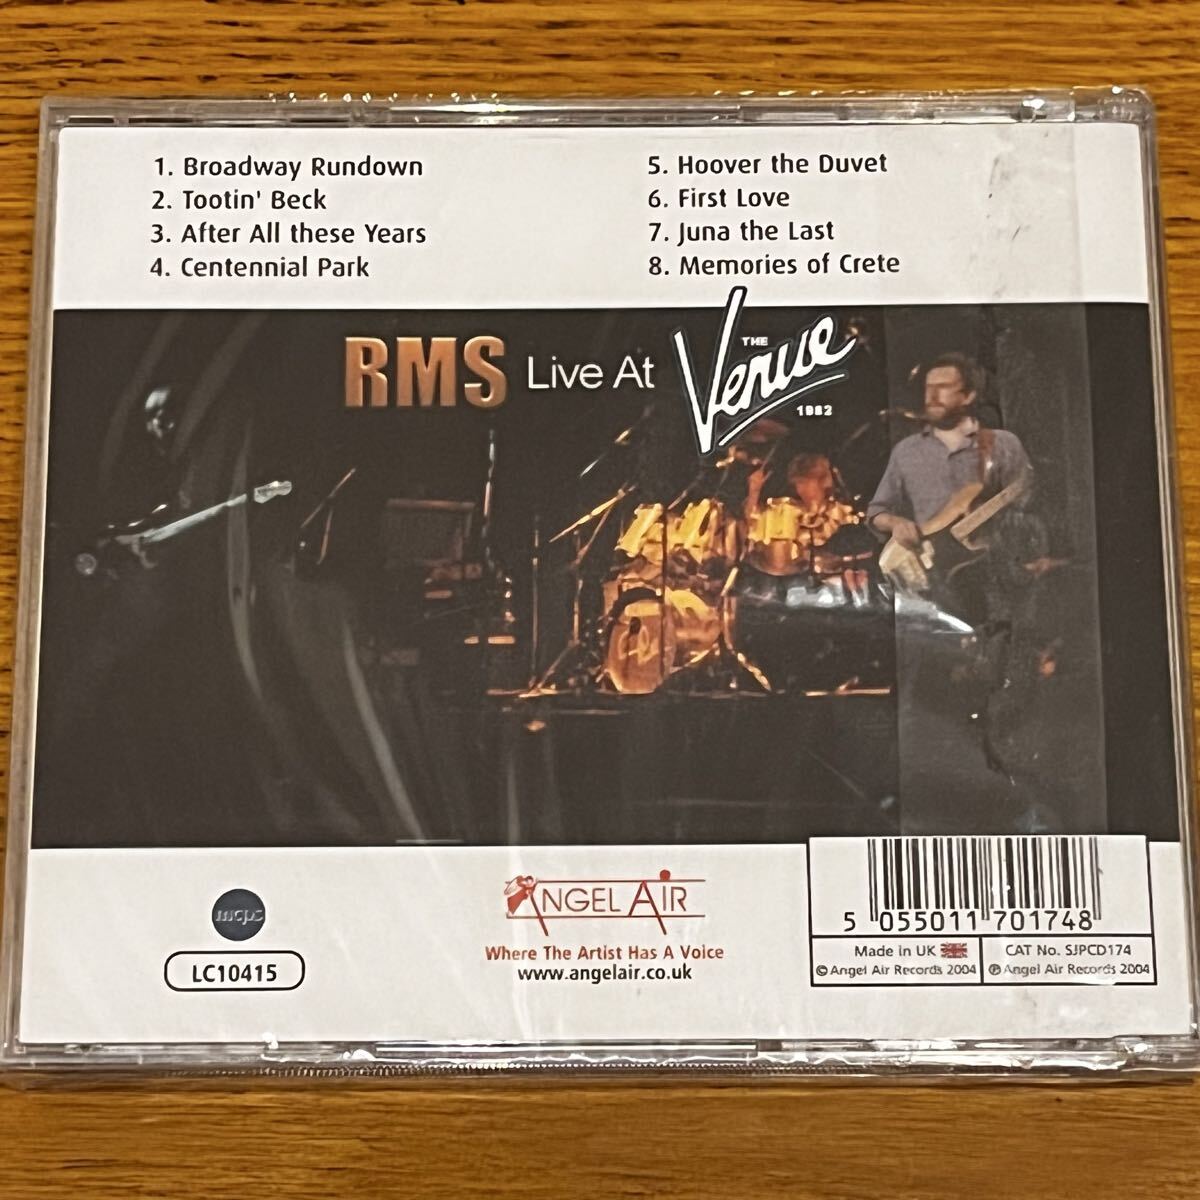 1. Broadway Rundown
2. Tootin' Beck
3. After All these Years
4. Centennial Park
5. Hoover the Duvet
6. First Love
7. Juna the Last
8. Memories of Crete
RMS Live At THE Venue
1982
mcps
LC10415
ANGEL AIR
Where The Artist Has A Voice
www.angelair.co.uk
5 055011 701748
Made in UK
CAT No. SJPCD174
© Angel Air Records 2004
℗ Angel Air Records 2004